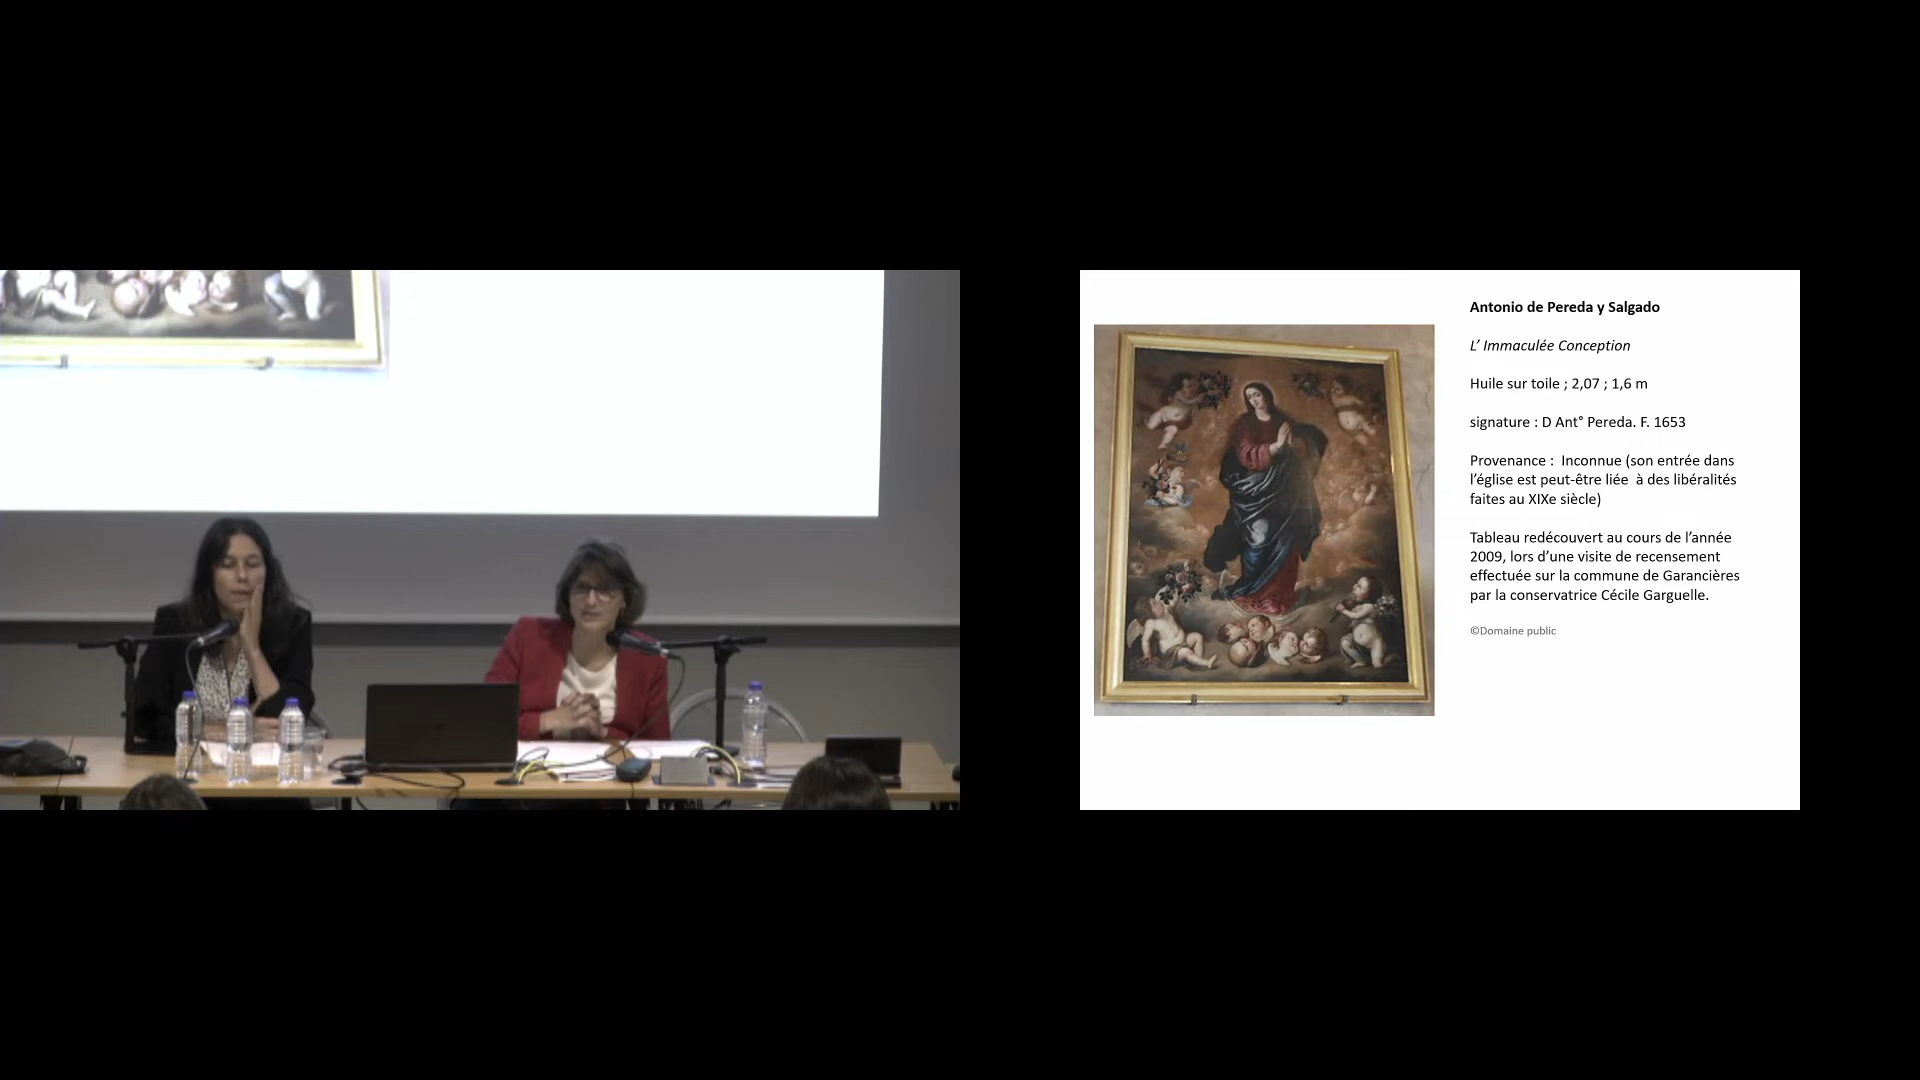 Antonio de Pereda y Salgado
L’ Immaculée Conception
Huile sur toile ; 2,07 ; 1,6 m
signature : D Ant° Pereda. F. 1653
Provenance :  Inconnue (son entrée dans
l’église est peut-être liée  à des libéralités
faites au XIXe siècle)
Tableau redécouvert au cours de l’année
2009, lors d’une visite de recensement
effectuée sur la commune de Garancières
par la conservatrice Cécile Garguelle.
©Domaine public